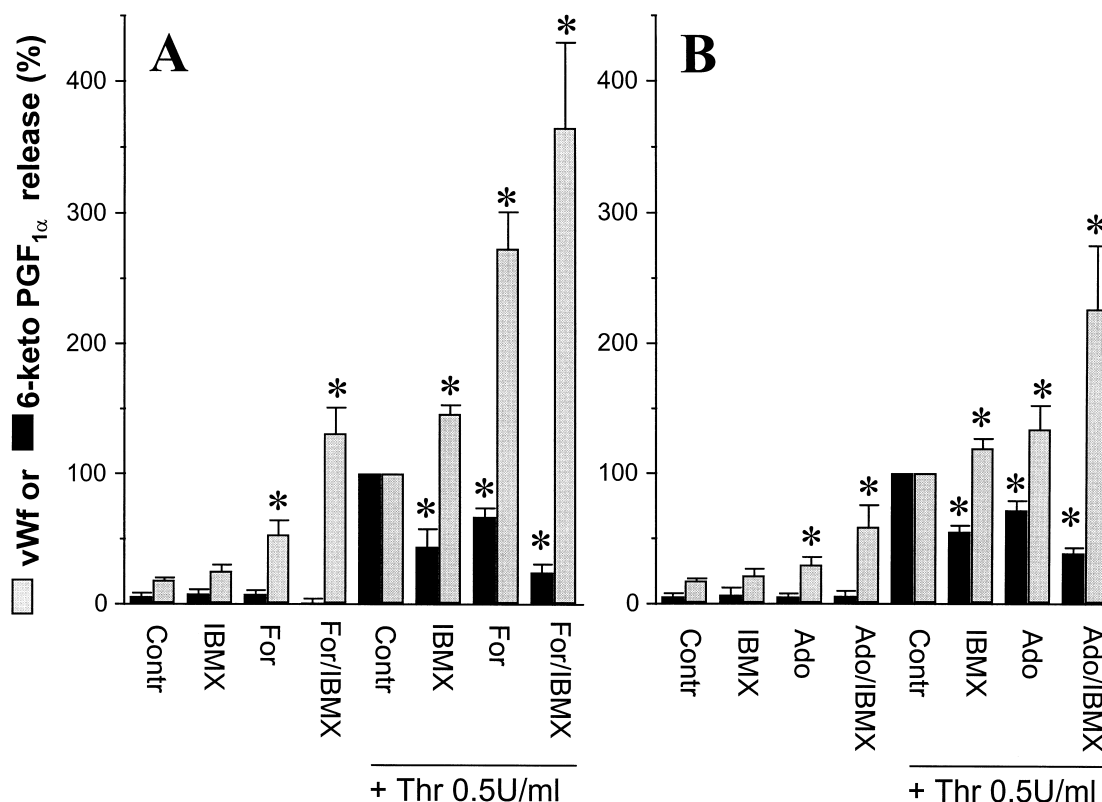 vWf or 6-keto PGF1α release (%)
A
400
300
200
100
0
* * * * * * * *
Contr IBMX For For/IBMX Contr IBMX For For/IBMX
+ Thr 0.5U/ml
B
400
300
200
100
0
* * * * * * * *
Contr IBMX Ado Ado/IBMX Contr IBMX Ado Ado/IBMX
+ Thr 0.5U/ml